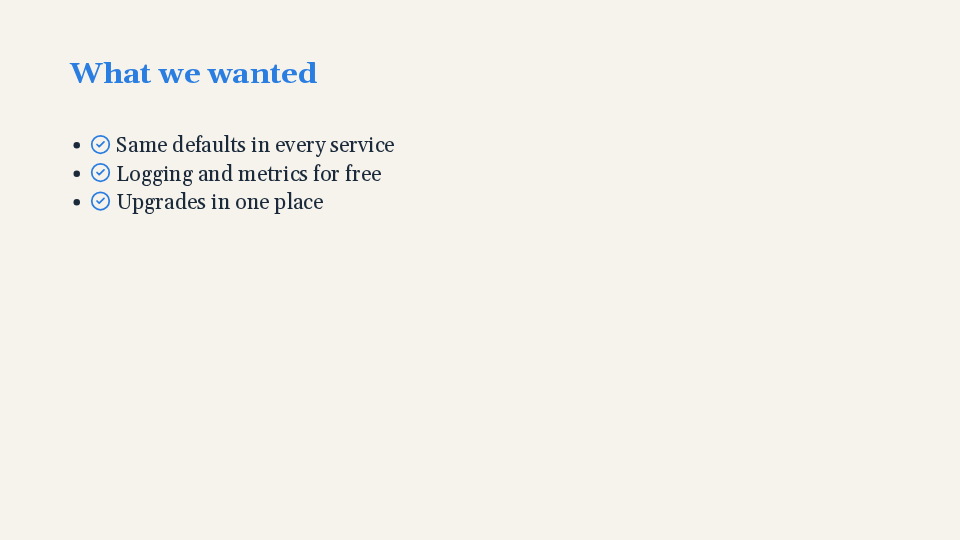 What we wanted
Same defaults in every service
Logging and metrics for free
Upgrades in one place